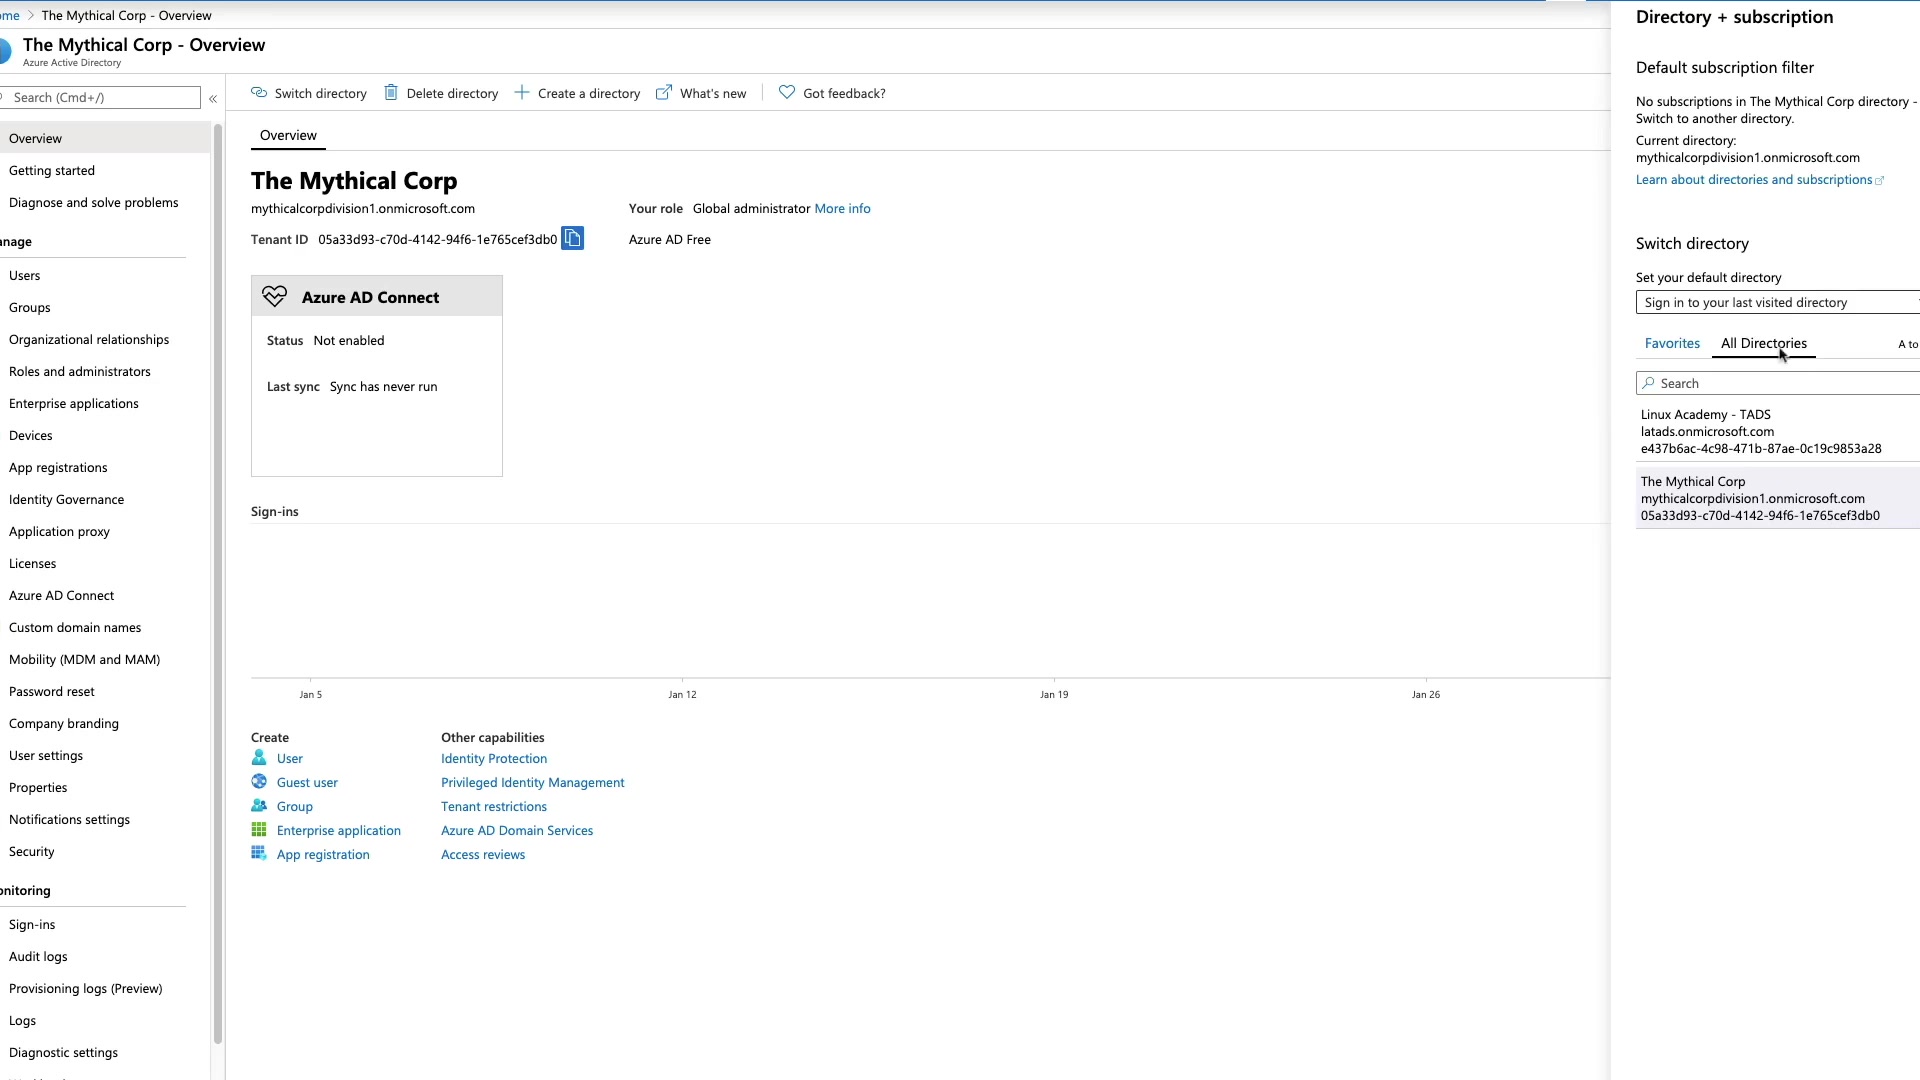 ome > The Mythical Corp - Overview
The Mythical Corp - Overview
Azure Active Directory
Search (Cmd+/)
«
Overview
Getting started
Diagnose and solve problems
anage
Users
Groups
Organizational relationships
Roles and administrators
Enterprise applications
Devices
App registrations
Identity Governance
Application proxy
Licenses
Azure AD Connect
Custom domain names
Mobility (MDM and MAM)
Password reset
Company branding
User settings
Properties
Notifications settings
Security
onitoring
Sign-ins
Audit logs
Provisioning logs (Preview)
Logs
Diagnostic settings
Switch directory Delete directory Create a directory What's new Got feedback?
Overview
The Mythical Corp
mythicalcorpdivision1.onmicrosoft.com
Tenant ID 05a33d93-c70d-4142-94f6-1e765cef3db0
Your role Global administrator More info
Azure AD Free
Azure AD Connect
Status Not enabled
Last sync Sync has never run
Sign-ins
Jan 5 Jan 12 Jan 19 Jan 26
Create
User
Guest user
Group
Enterprise application
App registration
Other capabilities
Identity Protection
Privileged Identity Management
Tenant restrictions
Azure AD Domain Services
Access reviews
Directory + subscription
Default subscription filter
No subscriptions in The Mythical Corp directory -
Switch to another directory.
Current directory:
mythicalcorpdivision1.onmicrosoft.com
Learn about directories and subscriptions
Switch directory
Set your default directory
Sign in to your last visited directory
Favorites All Directories A to
Search
Linux Academy - TADS
latads.onmicrosoft.com
e437b6ac-4c98-471b-87ae-0c19c9853a28
The Mythical Corp
mythicalcorpdivision1.onmicrosoft.com
05a33d93-c70d-4142-94f6-1e765cef3db0